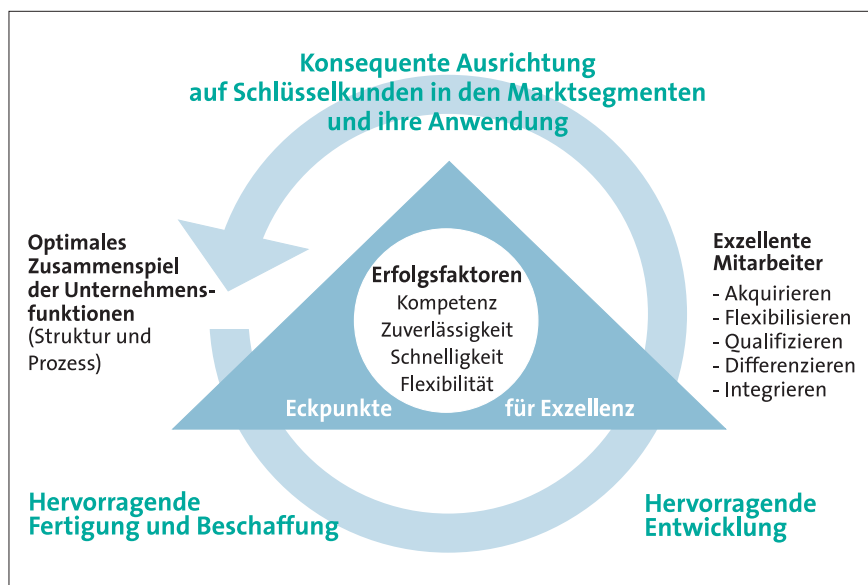 Konsequente Ausrichtung
auf Schlüsselkunden in den Marktsegmenten
und ihre Anwendung
Optimales
Zusammenspiel
der Unternehmens-
funktionen
(Struktur und
Prozess)
Erfolgsfaktoren
Kompetenz
Zuverlässigkeit
Schnelligkeit
Flexibilität
Eckpunkte für Exzellenz
Exzellente
Mitarbeiter
- Akquirieren
- Flexibilisieren
- Qualifizieren
- Differenzieren
- Integrieren
Hervorragende
Fertigung und Beschaffung
Hervorragende
Entwicklung